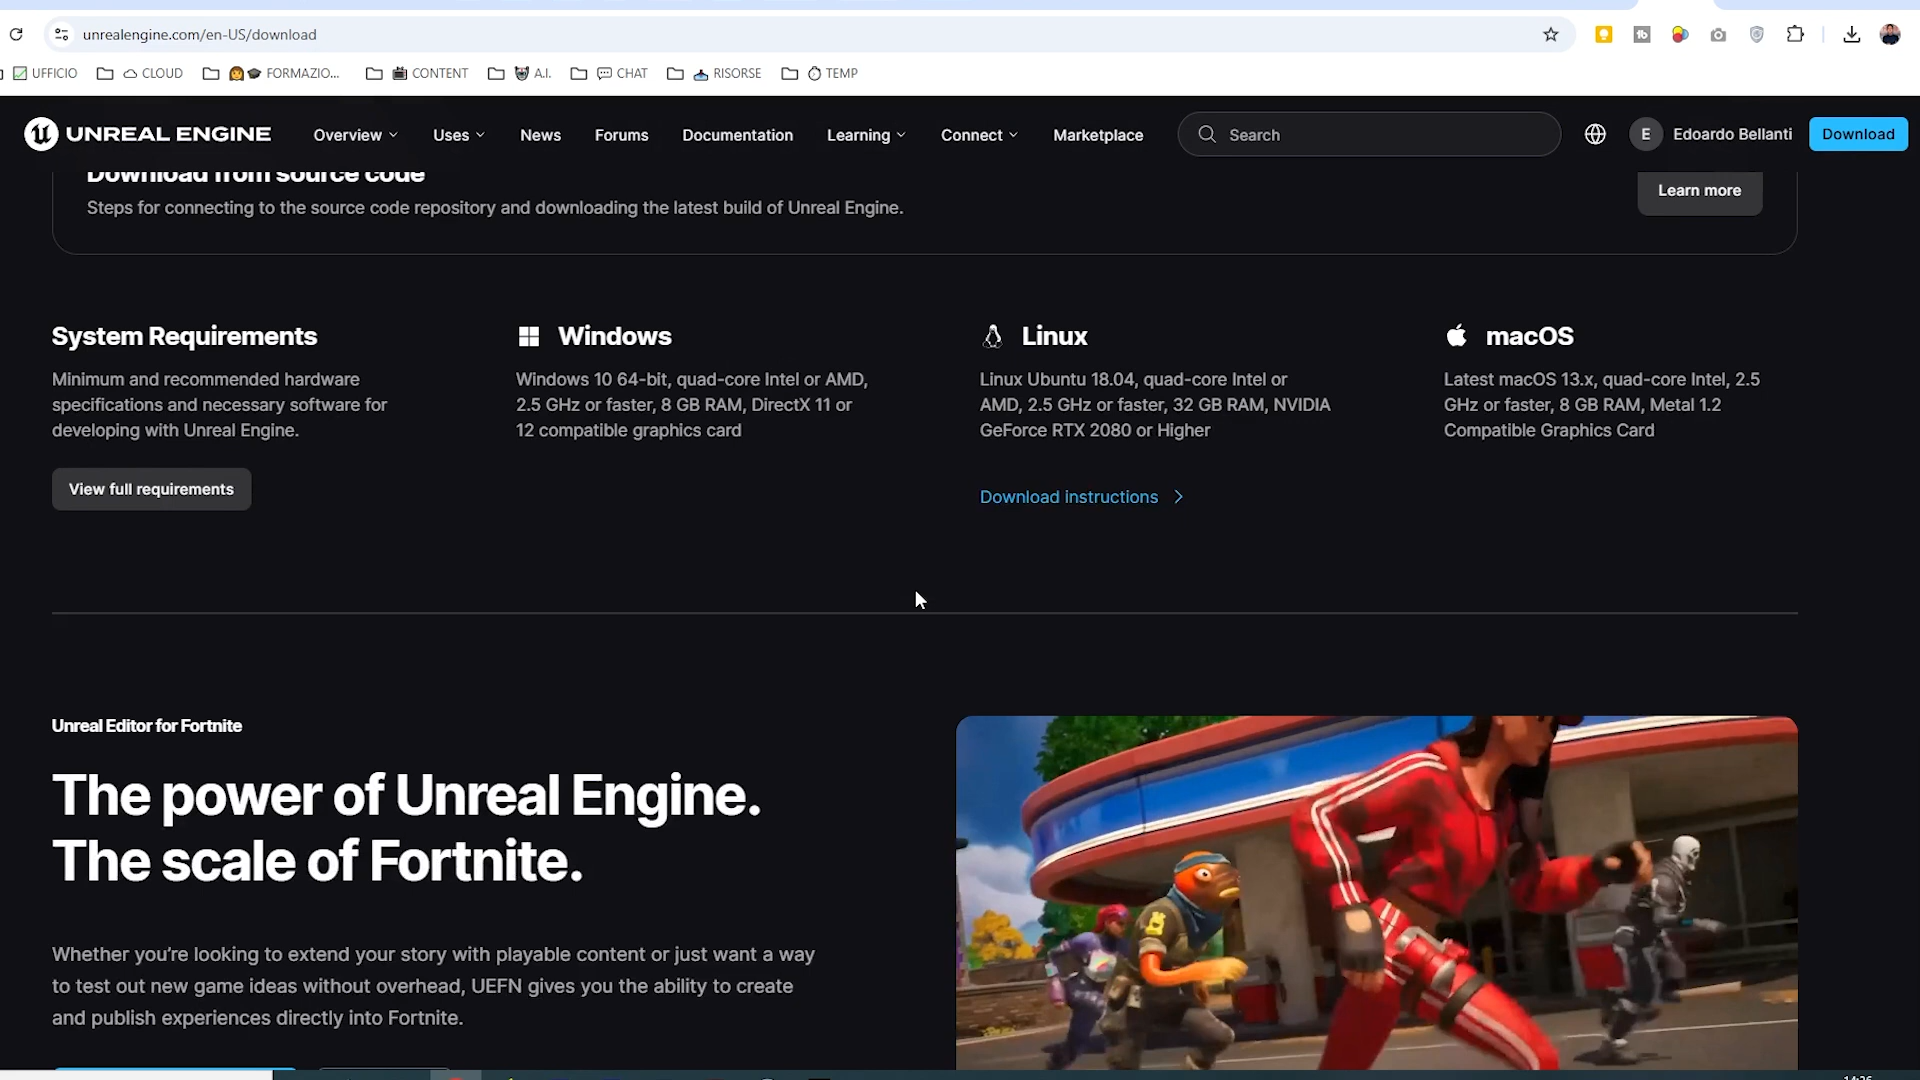 unrealengine.com/en-US/download
UFFICIO
CLOUD
FORMAZIO...
CONTENT
A.I.
CHAT
RISORSE
TEMP
UNREAL ENGINE
Overview
Uses
News
Forums
Documentation
Learning
Connect
Marketplace
Search
E
Edoardo Bellanti
Download
Download from source code
Steps for connecting to the source code repository and downloading the latest build of Unreal Engine.
Learn more
System Requirements
Minimum and recommended hardware
specifications and necessary software for
developing with Unreal Engine.
View full requirements
Windows
Windows 10 64-bit, quad-core Intel or AMD,
2.5 GHz or faster, 8 GB RAM, DirectX 11 or
12 compatible graphics card
Linux
Linux Ubuntu 18.04, quad-core Intel or
AMD, 2.5 GHz or faster, 32 GB RAM, NVIDIA
GeForce RTX 2080 or Higher
Download instructions
macOS
Latest macOS 13.x, quad-core Intel, 2.5
GHz or faster, 8 GB RAM, Metal 1.2
Compatible Graphics Card
Unreal Editor for Fortnite
The power of Unreal Engine.
The scale of Fortnite.
Whether you're looking to extend your story with playable content or just want a way
to test out new game ideas without overhead, UEFN gives you the ability to create
and publish experiences directly into Fortnite.